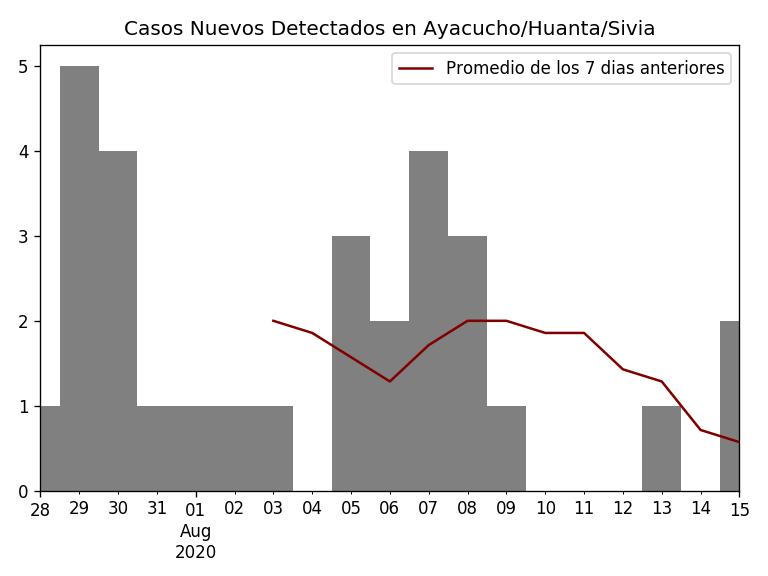 Casos Nuevos Detectados en Ayacucho/Huanta/Sivia
Promedio de los 7 dias anteriores
5
4
3
2
1
0
28 29 30 31 01 02 03 04 05 06 07 08 09 10 11 12 13 14 15
Aug
2020